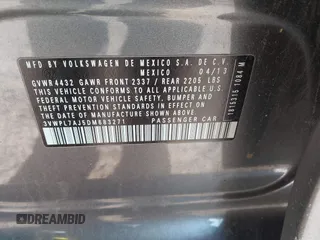 MFD BY VOLKSWAGEN DE MEXICO S.A. DE C.V.
MEXICO 04/13
GVWR 4432 GAWR FRONT 2337 / REAR 2205 LBS
THIS VEHICLE CONFORMS TO ALL APPLICABLE
FEDERAL MOTOR VEHICLE SAFETY, BUMPER, AND
THEFT PREVENTION STANDARDS IN EFFECT ON
THE DATE OF MANUFACTURE SHOWN ABOVE
3VWPL7AJ5DM683271 PASSENGER CAR
1815315 1084 M
DREAMBID